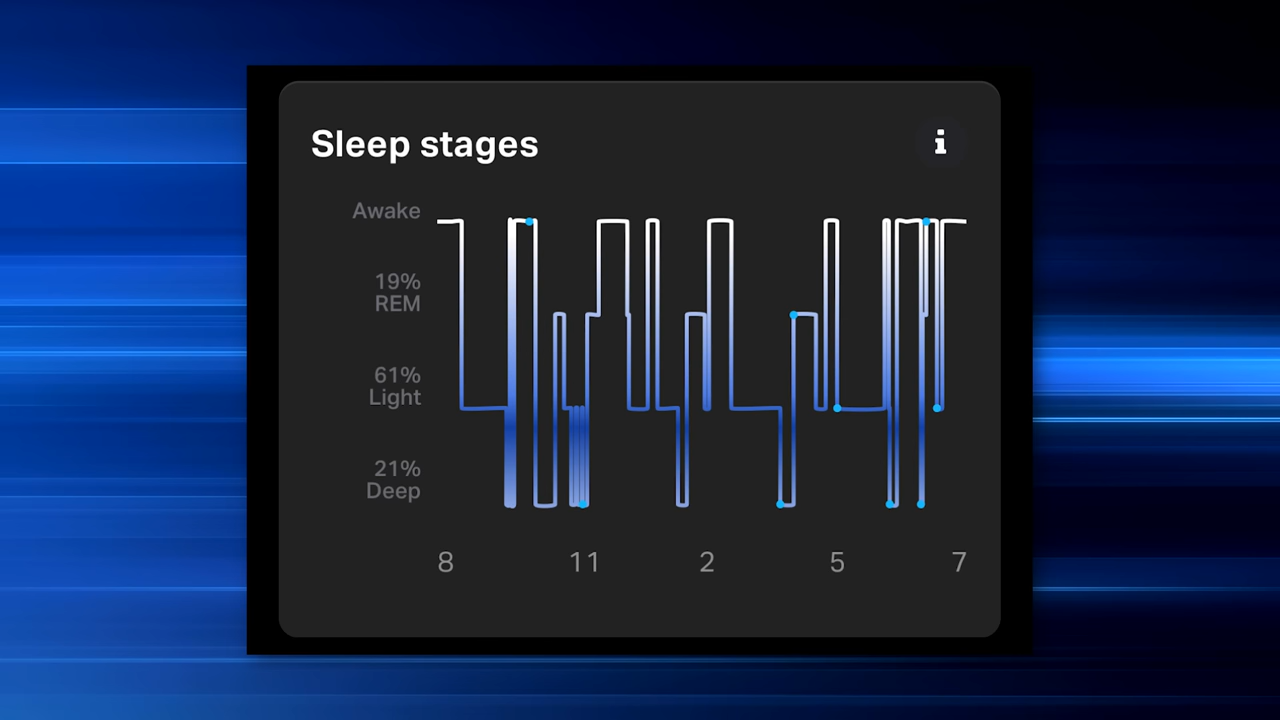 Sleep stages
i
Awake
19%
REM
61%
Light
21%
Deep
8 11 2 5 7